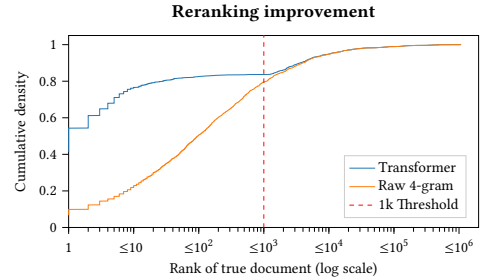 Reranking improvement
Cumulative density
1
0.8
0.6
0.4
0.2
0
Transformer
Raw 4-gram
1k Threshold
1 ≤10 ≤10² ≤10³ ≤10⁴ ≤10⁵ ≤10⁶
Rank of true document (log scale)